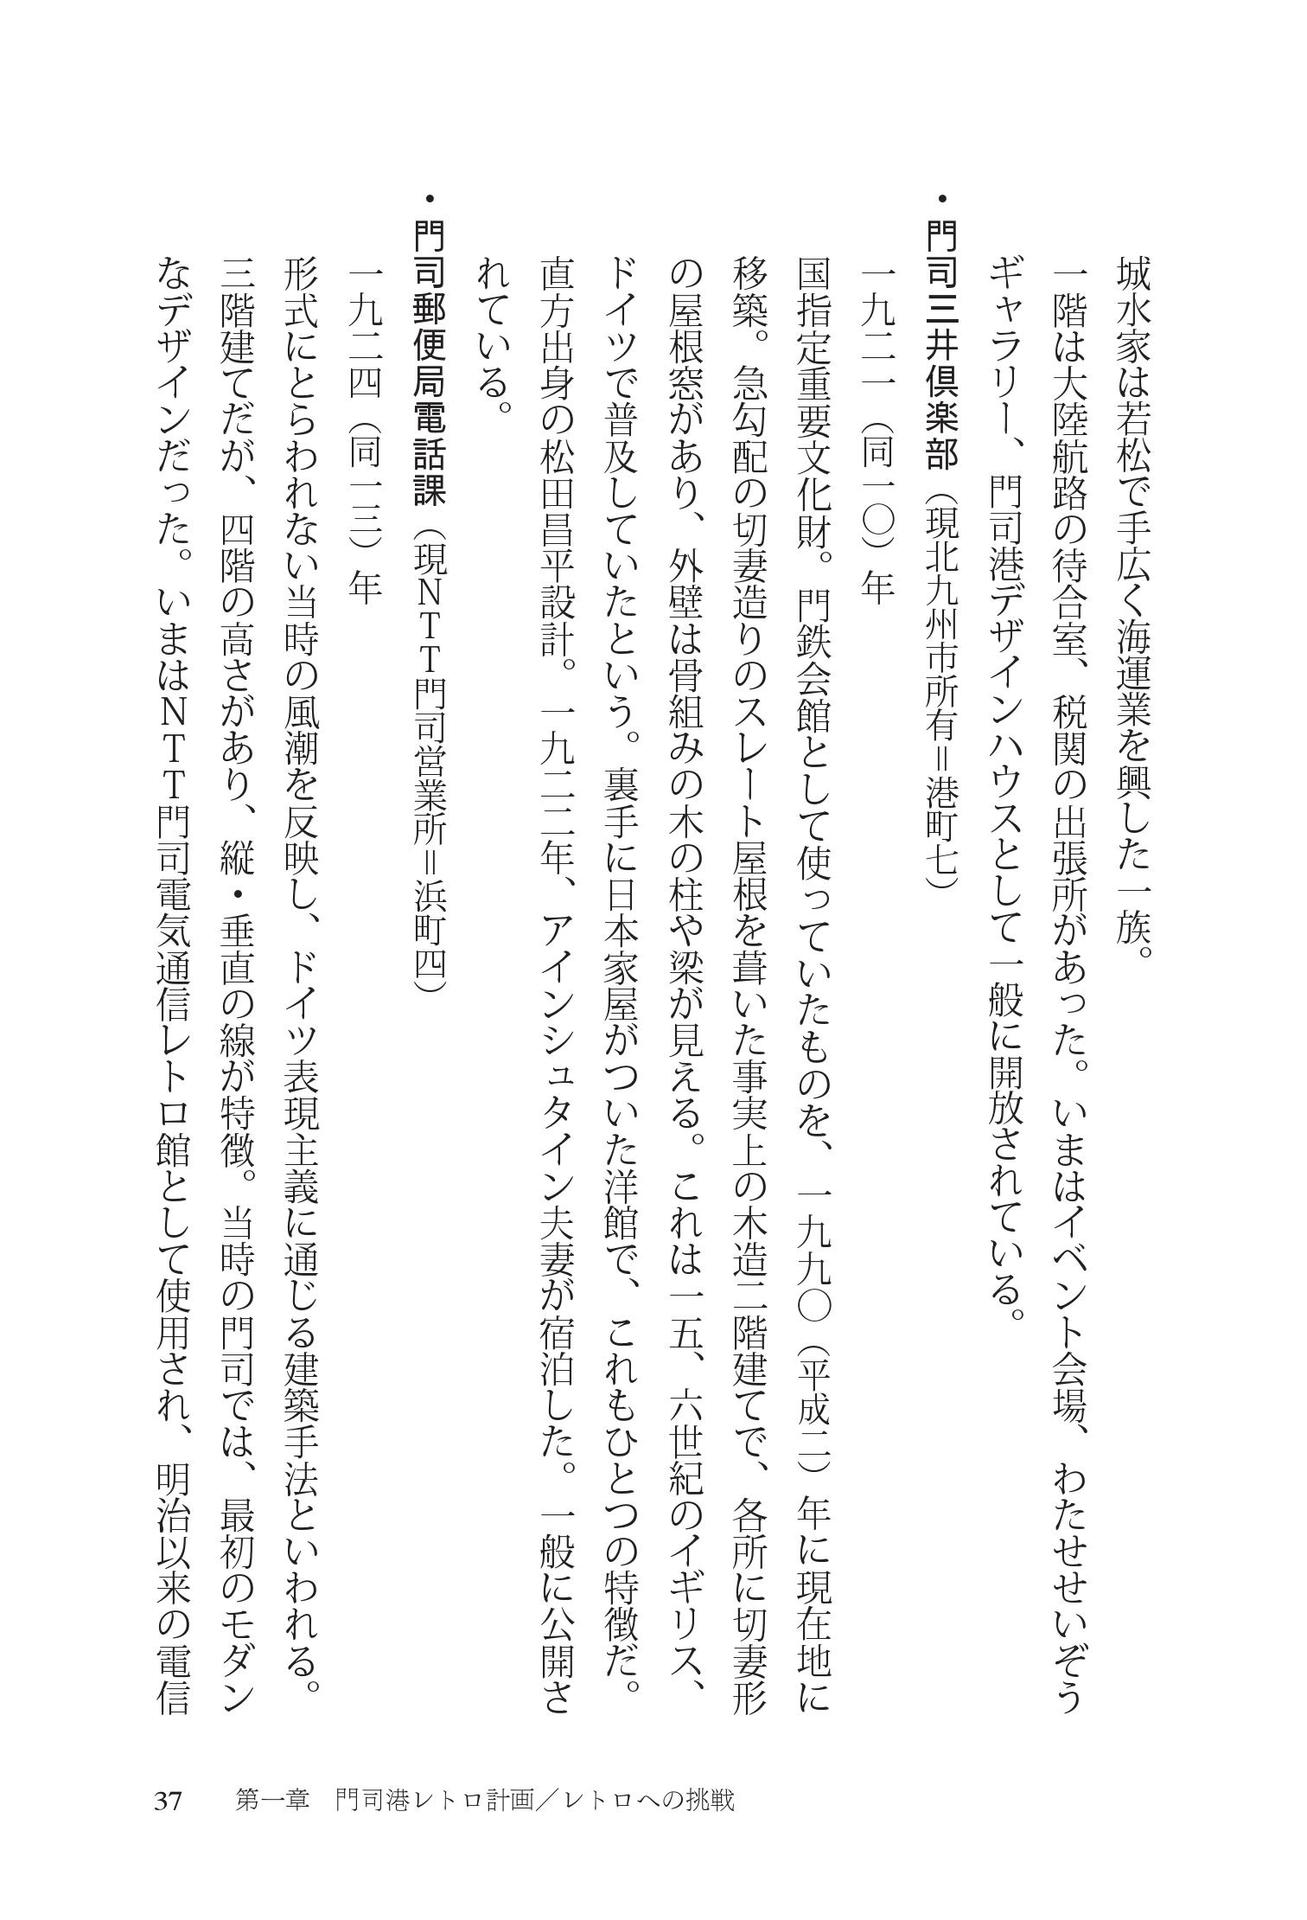 城水家は若松で手広く海運業を興した一族。
一階は大陸航路の待合室、税関の出張所があった。いまはイベント会場、わたせせいぞう
ギャラリー、門司港デザインハウスとして一般に開放されている。
・門司三井倶楽部（現北九州市所有＝港町七）
一九二一（同一〇）年
国指定重要文化財。門鉄会館として使っていたものを、一九九〇（平成二）年に現在地に
移築。急勾配の切妻造りのスレート屋根を葺いた事実上の木造二階建てで、各所に切妻形
の屋根窓があり、外壁は骨組みの木の柱や梁が見える。これは一五、六世紀のイギリス、
ドイツで普及していたという。裏手に日本家屋がついた洋館で、これもひとつの特徴だ。
直方出身の松田昌平設計。一九二二年、アインシュタイン夫妻が宿泊した。一般に公開さ
れている。
・門司郵便局電話課（現ＮＴＴ門司営業所＝浜町四）
一九二四（同一三）年
形式にとらわれない当時の風潮を反映し、ドイツ表現主義に通じる建築手法といわれる。
三階建てだが、四階の高さがあり、縦・垂直の線が特徴。当時の門司では、最初のモダン
なデザインだった。いまはＮＴＴ門司電気通信レトロ館として使用され、明治以来の電信
37　第一章　門司港レトロ計画／レトロへの挑戦